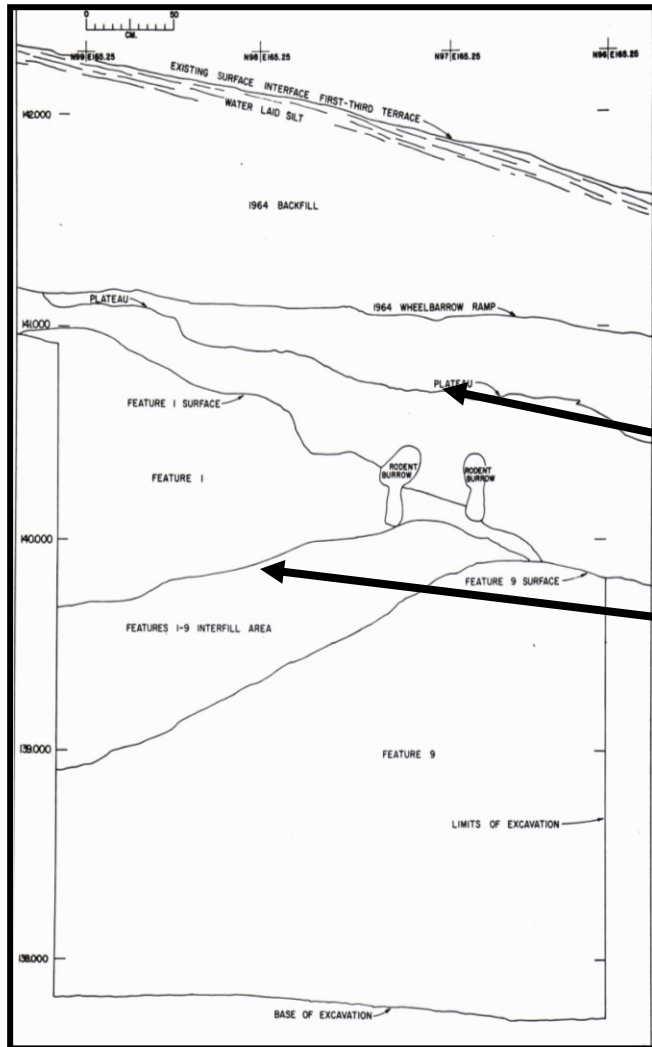 0 50
CM.
N99|E165.25 N98|E165.25 N97|E165.25 N96|E165.25
EXISTING SURFACE INTERFACE FIRST-THIRD TERRACE
142.000
WATER LAID SILT
1964 BACKFILL
PLATEAU
1964 WHEELBARROW RAMP
141.000
PLATEAU
FEATURE 1 SURFACE
RODENT
BURROW
RODENT
BURROW
FEATURE 1
140.000
FEATURE 9 SURFACE
FEATURES 1-9 INTERFILL AREA
139.000
FEATURE 9
LIMITS OF EXCAVATION
138.000
BASE OF EXCAVATION